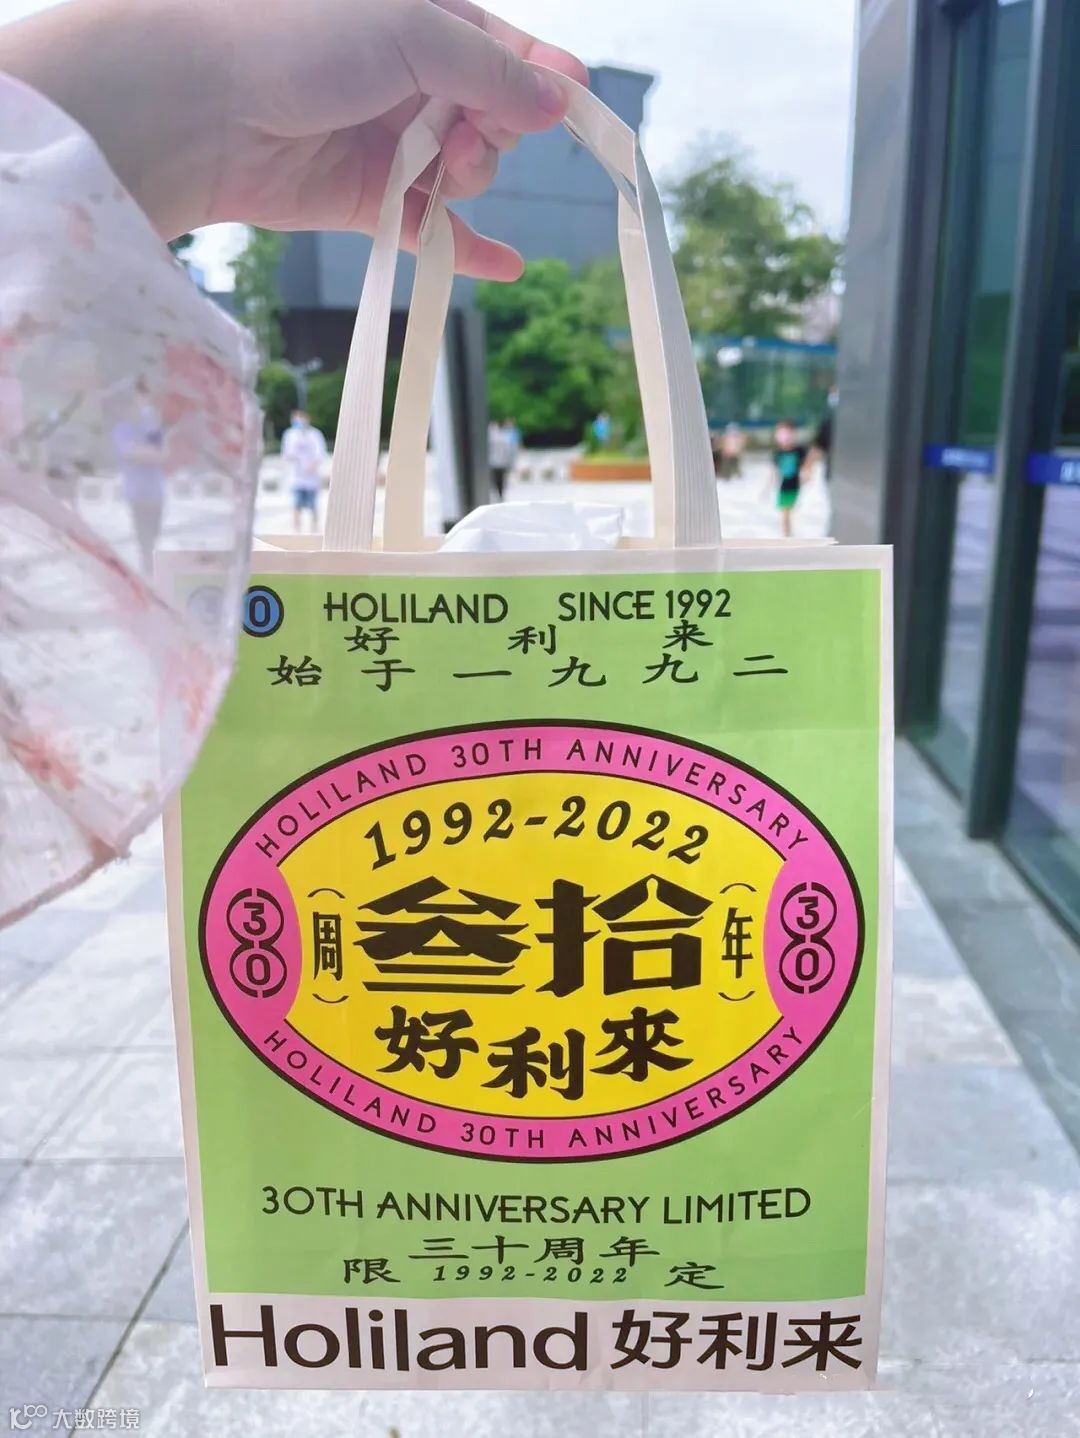 0 HOLILAND SINCE 1992
好利来
始于一九九二
HOLILAND 30TH ANNIVERSARY
1992-2022
30 (周) 叁拾 (年) 30
好利來
HOLILAND 30TH ANNIVERSARY
30TH ANNIVERSARY LIMITED
三十周年
限 1992-2022 定
Holiland 好利来
大数跨境